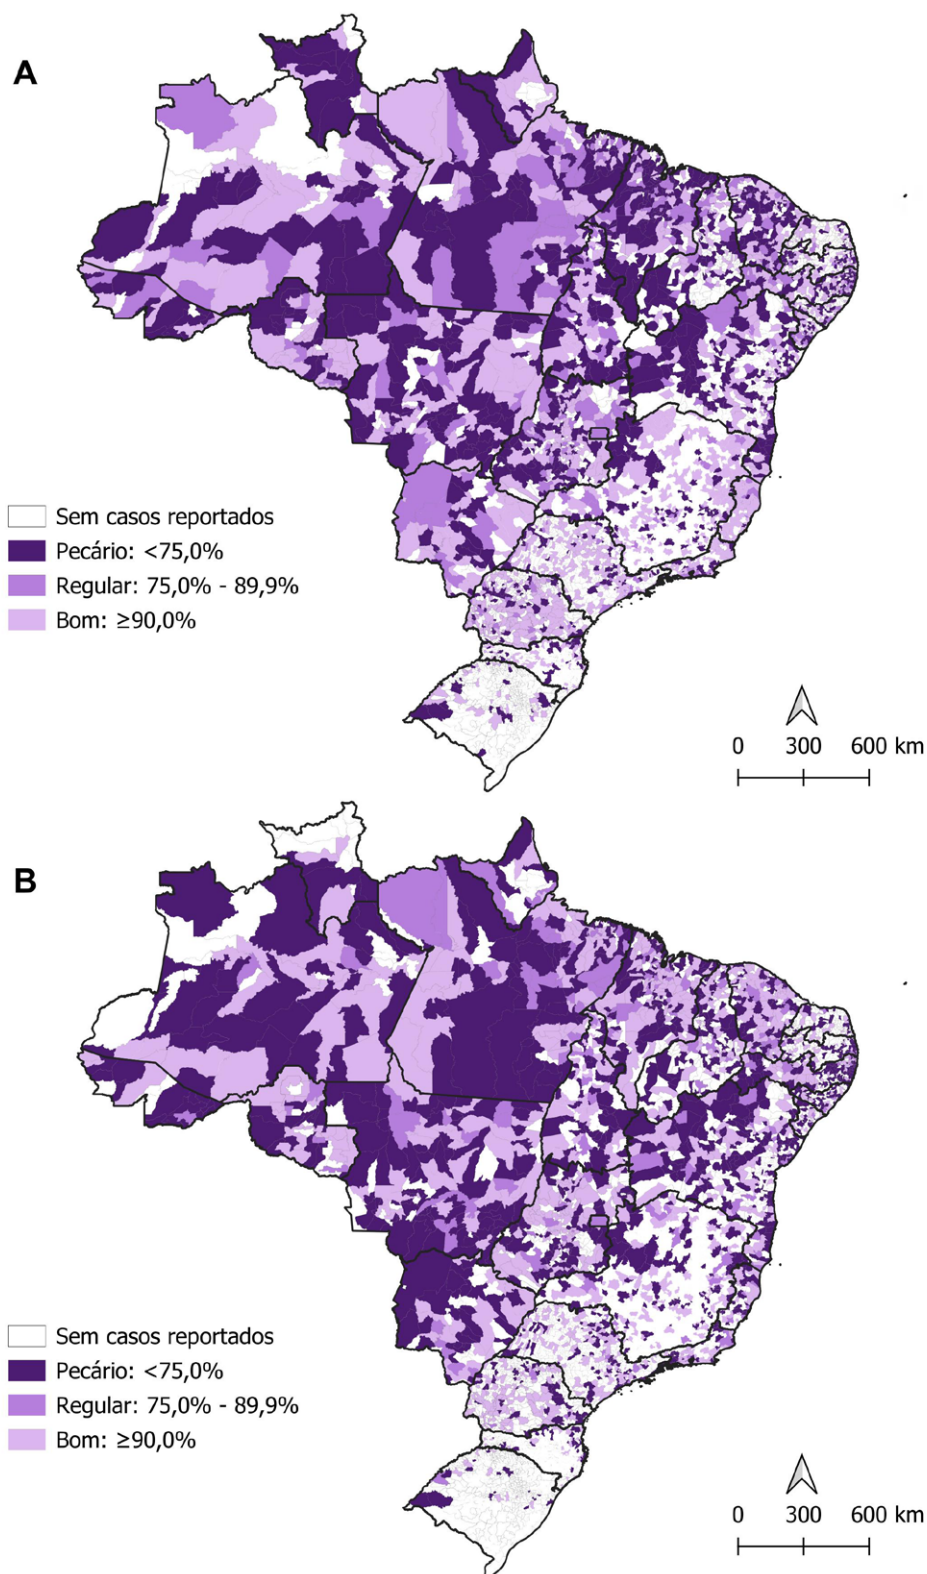 A
Sem casos reportados
Pecário: <75,0%
Regular: 75,0% - 89,9%
Bom: ≥90,0%
0 300 600 km
B
Sem casos reportados
Pecário: <75,0%
Regular: 75,0% - 89,9%
Bom: ≥90,0%
0 300 600 km